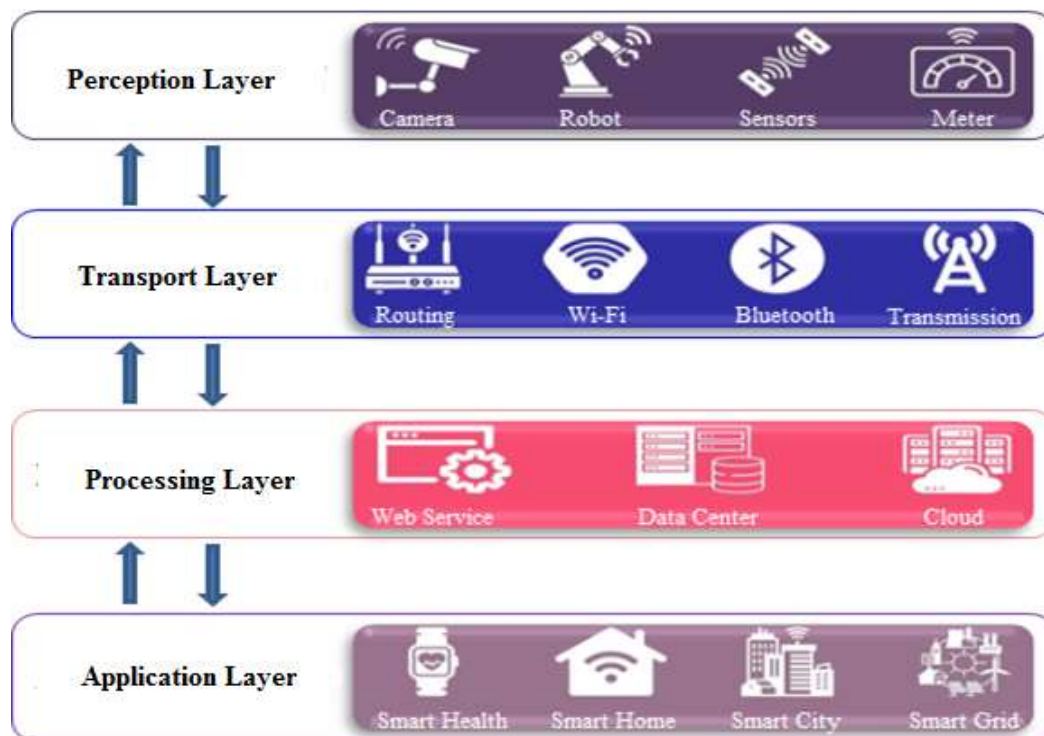 Perception Layer
Camera
Robot
Sensors
Meter
Transport Layer
Routing
Wi-Fi
Bluetooth
Transmission
Processing Layer
Web Service
Data Center
Cloud
Application Layer
Smart Health
Smart Home
Smart City
Smart Grid